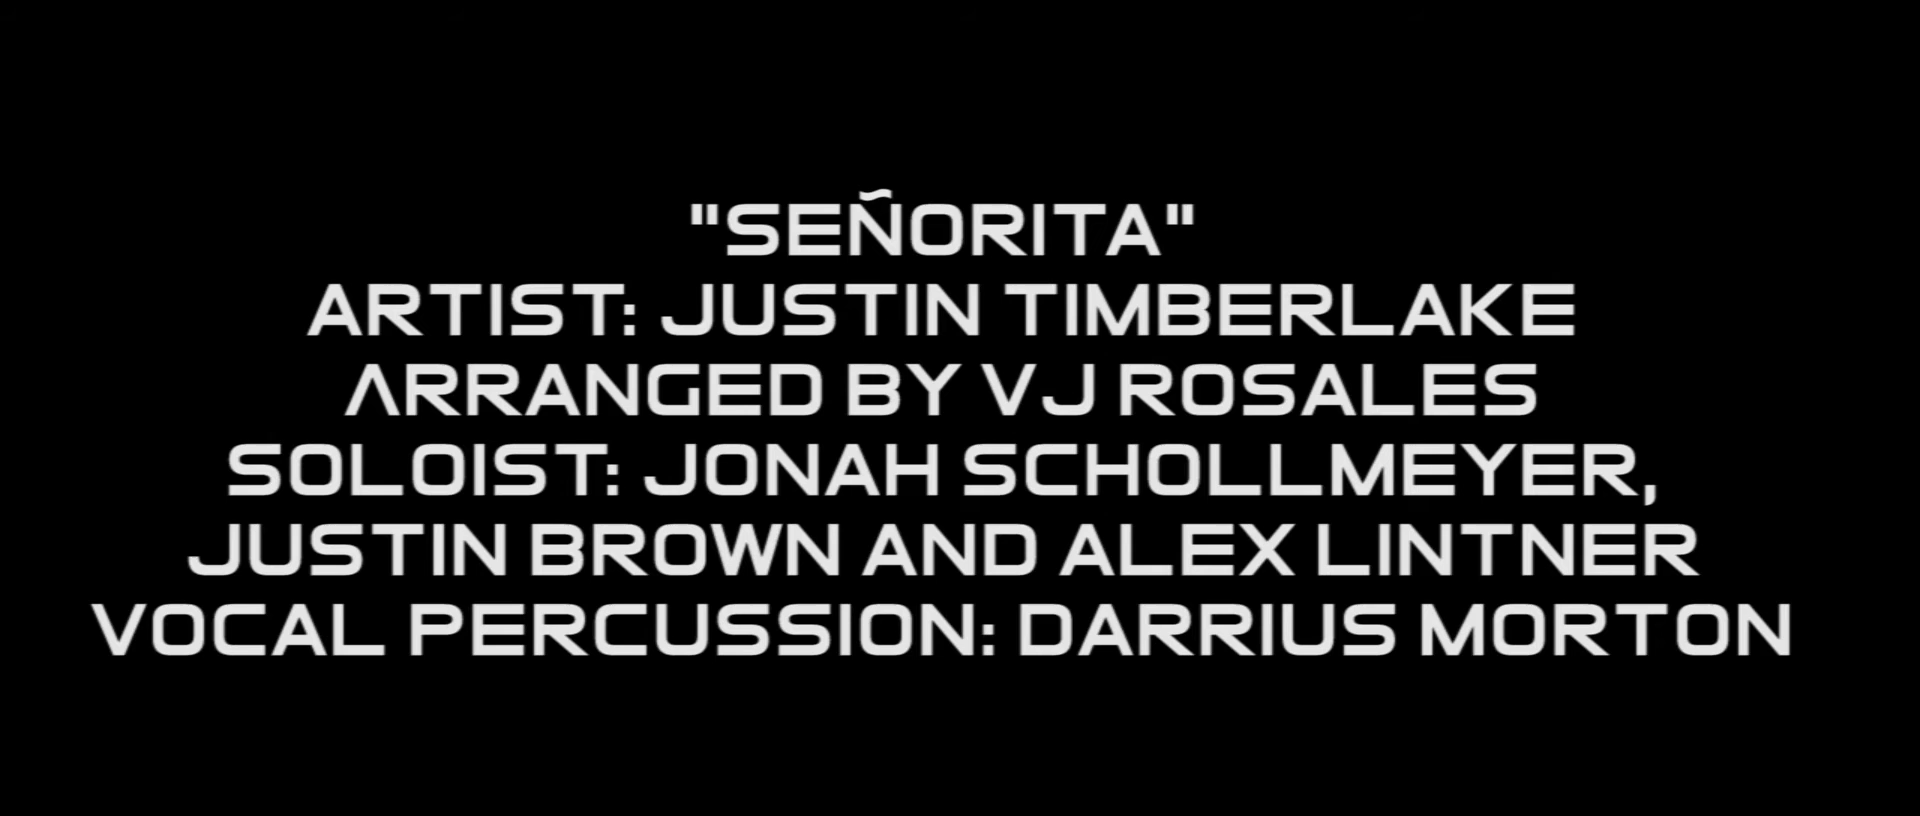 "SEÑORITA"
ARTIST: JUSTIN TIMBERLAKE
ARRANGED BY VJ ROSALES
SOLOIST: JONAH SCHOLLMEYER,
JUSTIN BROWN AND ALEX LINTNER
VOCAL PERCUSSION: DARRIUS MORTON